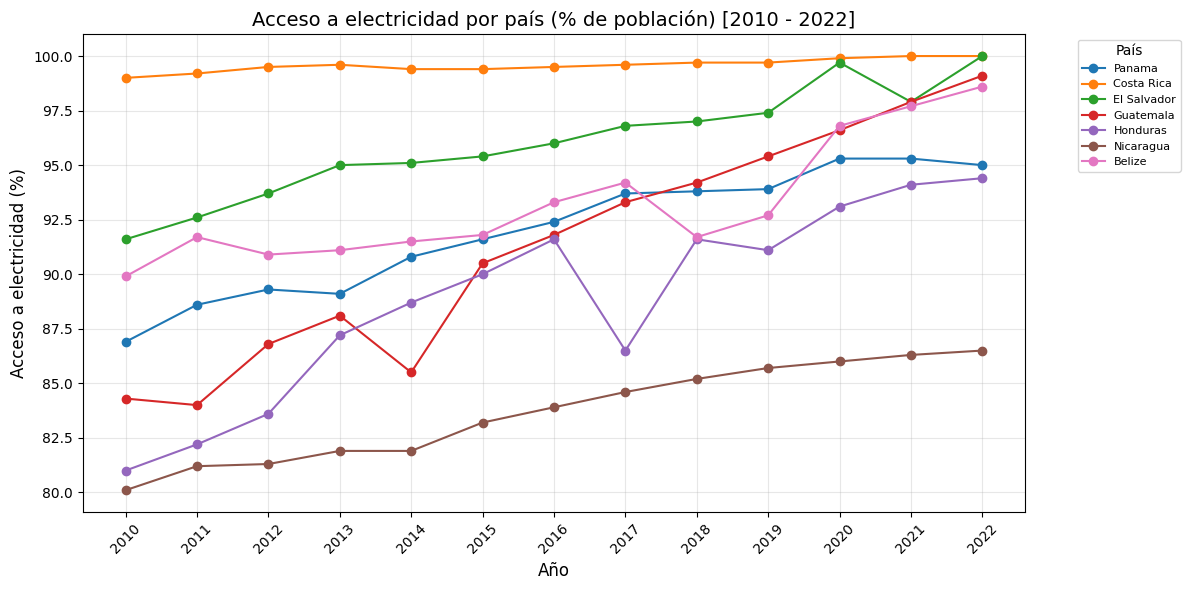 Acceso a electricidad por país (% de población) [2010 - 2022]
Acceso a electricidad (%)
100.0
97.5
95.0
92.5
90.0
87.5
85.0
82.5
80.0
2010
2011
2012
2013
2014
2015
2016
2017
2018
2019
2020
2021
2022
Año
País
Panama
Costa Rica
El Salvador
Guatemala
Honduras
Nicaragua
Belize